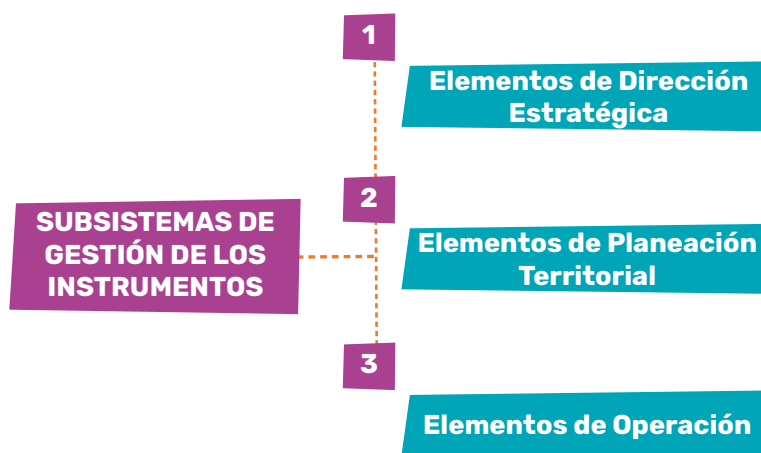 1
Elementos de Dirección
Estratégica
2
SUBSISTEMAS DE
GESTIÓN DE LOS
INSTRUMENTOS
Elementos de Planeación
Territorial
3
Elementos de Operación